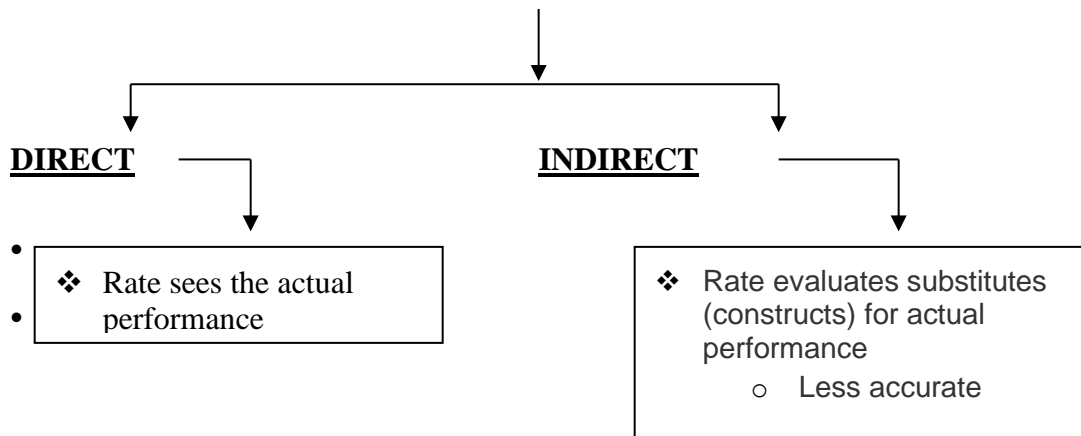 DIRECT
INDIRECT
•
❖ Rate sees the actual
performance
•
❖ Rate evaluates substitutes
(constructs) for actual
performance
o Less accurate